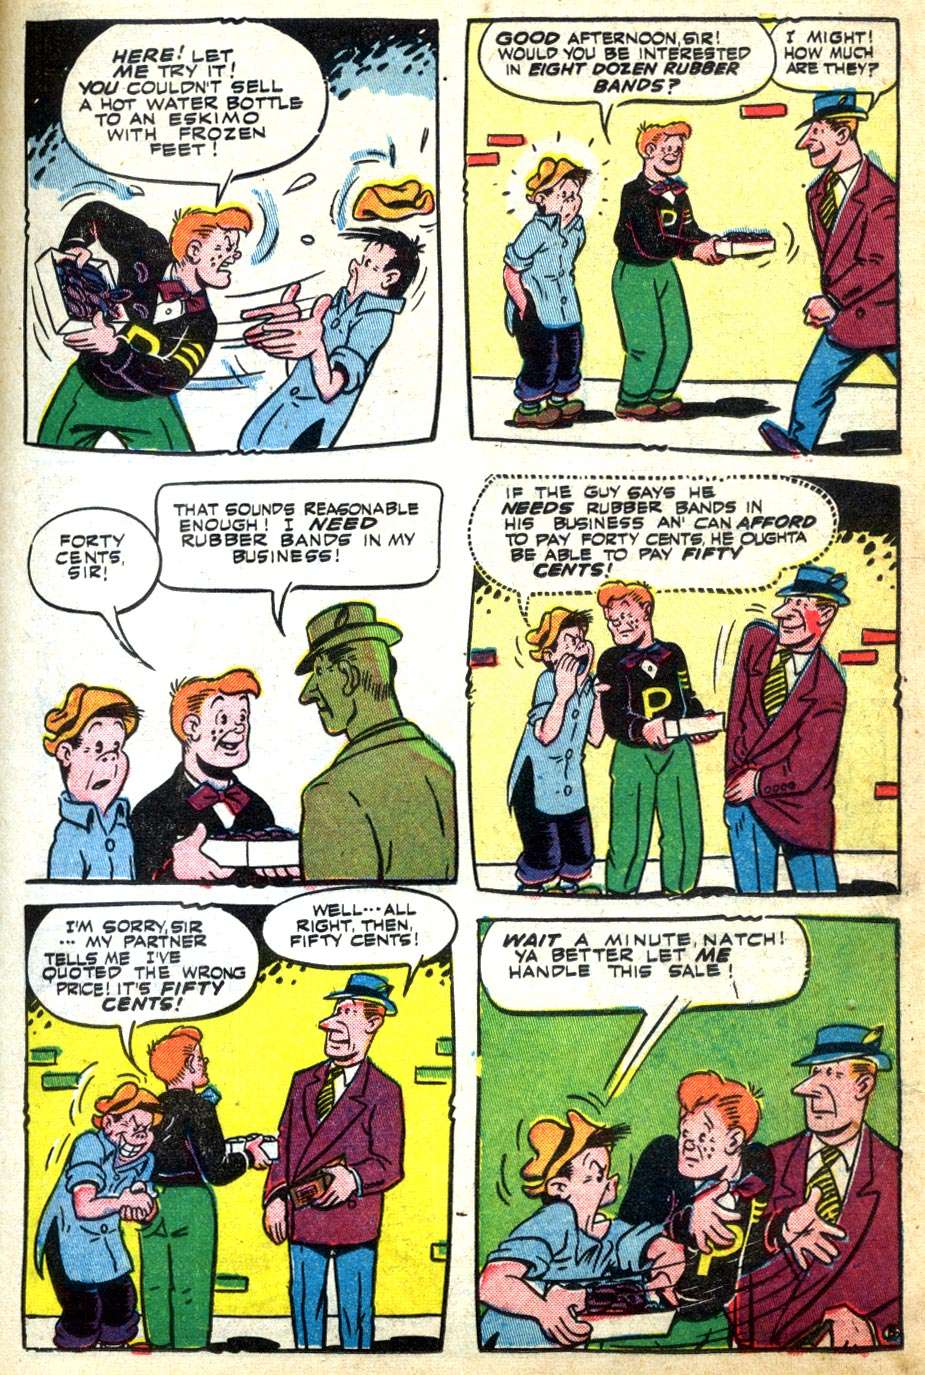 HERE! LET
ME TRY IT!
YOU COULDN'T SELL
A HOT WATER BOTTLE
TO AN ESKIMO
WITH FROZEN
FEET!
P
GOOD AFTERNOON, SIR!
WOULD YOU BE INTERESTED
IN EIGHT DOZEN RUBBER
BANDS?
I MIGHT!
HOW MUCH
ARE THEY?
P
FORTY
CENTS,
SIR!
THAT SOUNDS REASONABLE
ENOUGH! I NEED
RUBBER BANDS IN MY
BUSINESS!
IF THE GUY SAYS HE
NEEDS RUBBER BANDS IN
HIS BUSINESS AN' CAN AFFORD
TO PAY FORTY CENTS, HE OUGHTA
BE ABLE TO PAY FIFTY
CENTS!
P
I'M SORRY, SIR
... MY PARTNER
TELLS ME I'VE
QUOTED THE WRONG
PRICE! IT'S FIFTY
CENTS!
WELL---ALL
RIGHT, THEN,
FIFTY CENTS!
WAIT A MINUTE, NATCH!
YA BETTER LET ME
HANDLE THIS SALE!
P